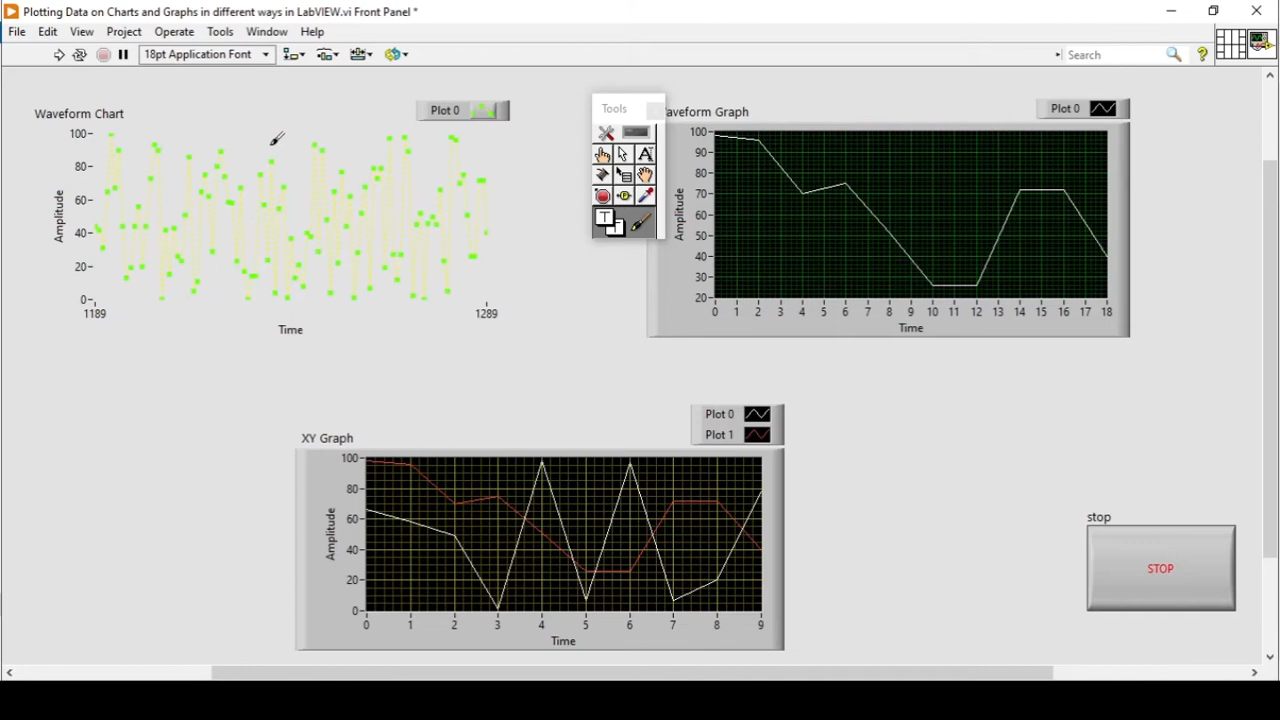 Plotting Data on Charts and Graphs in different ways in LabVIEW.vi Front Panel *
File Edit View Project Operate Tools Window Help
18pt Application Font
Search
?
Waveform Chart
Plot 0
100
80
60
40
20
0
Amplitude
1189
1289
Time
Tools
A
P
T
T
aveform Graph
Plot 0
100
90
80
70
60
50
40
30
20
Amplitude
0 1 2 3 4 5 6 7 8 9 10 11 12 13 14 15 16 17 18
Time
XY Graph
Plot 0
Plot 1
100
80
60
40
20
0
Amplitude
0 1 2 3 4 5 6 7 8 9
Time
stop
STOP